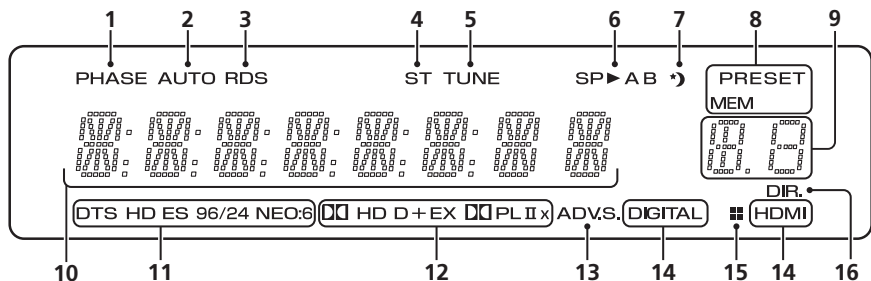 1 2 3 4 5 6 7 8 9
PHASE AUTO RDS ST TUNE SP►A B PRESET
MEM
DIR.
DTS HD ES 96/24 NEO:6 HD D+EX PLIIx ADV.S. DIGITAL HDMI
10 11 12 13 14 15 14 16